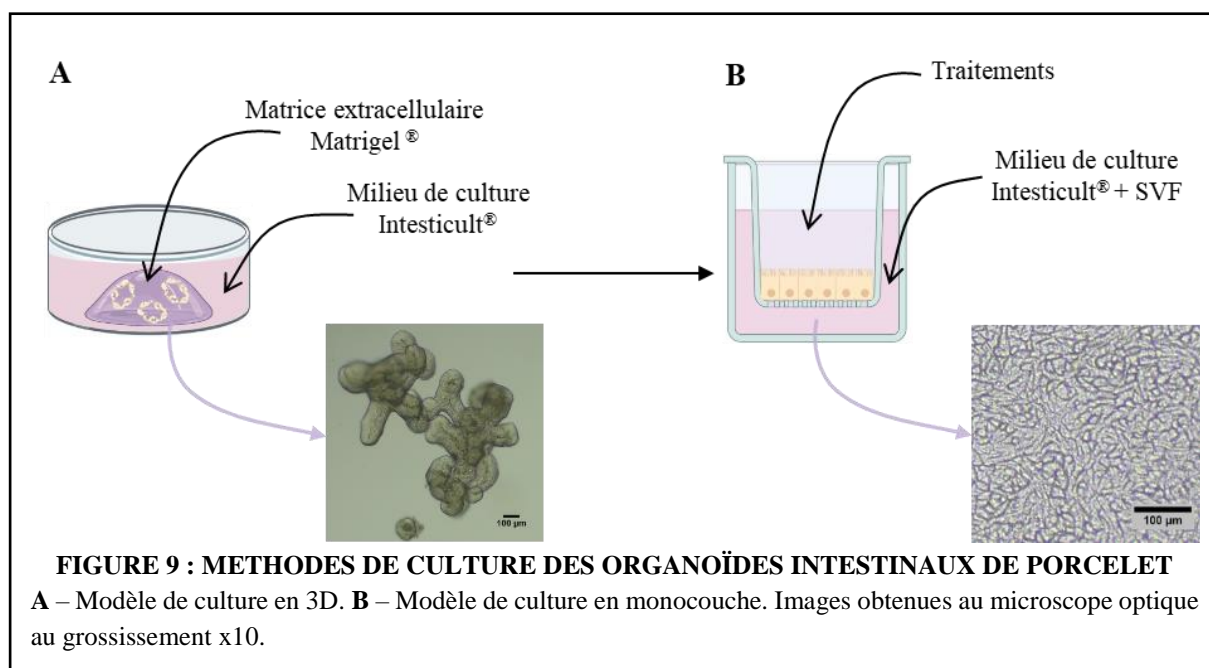 A
Matrice extracellulaire
Matrigel ®
Milieu de culture
Intesticult®
100 µm
B
Traitements
Milieu de culture
Intesticult® + SVF
100 µm
FIGURE 9 : METHODES DE CULTURE DES ORGANOÏDES INTESTINAUX DE PORCELET
A – Modèle de culture en 3D. B – Modèle de culture en monocouche. Images obtenues au microscope optique
au grossissement x10.